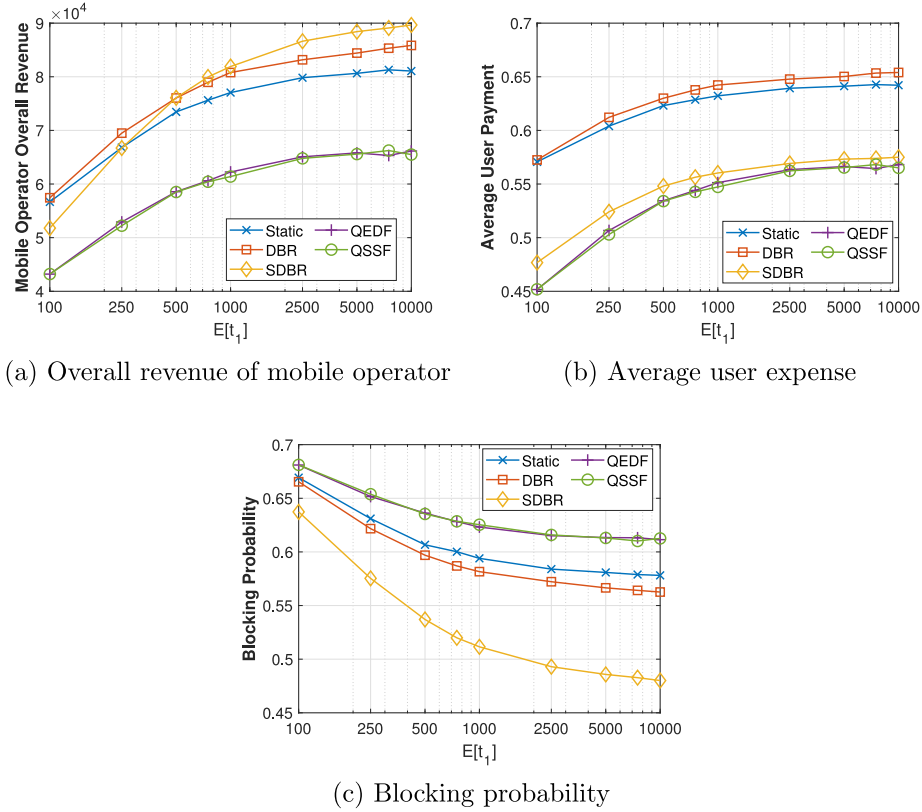 ×10⁴
9
8
7
6
5
4
100 250 500 1000 2500 5000 10000
E[t₁]
Mobile Operator Overall Revenue
Static QEDF
DBR QSSF
SDBR
(a) Overall revenue of mobile operator
0.7
0.65
0.6
0.55
0.5
0.45
100 250 500 1000 2500 5000 10000
E[t₁]
Average User Payment
Static QEDF
DBR QSSF
SDBR
(b) Average user expense
0.7
0.65
0.6
0.55
0.5
0.45
100 250 500 1000 2500 5000 10000
E[t₁]
Blocking Probability
Static QEDF
DBR QSSF
SDBR
(c) Blocking probability